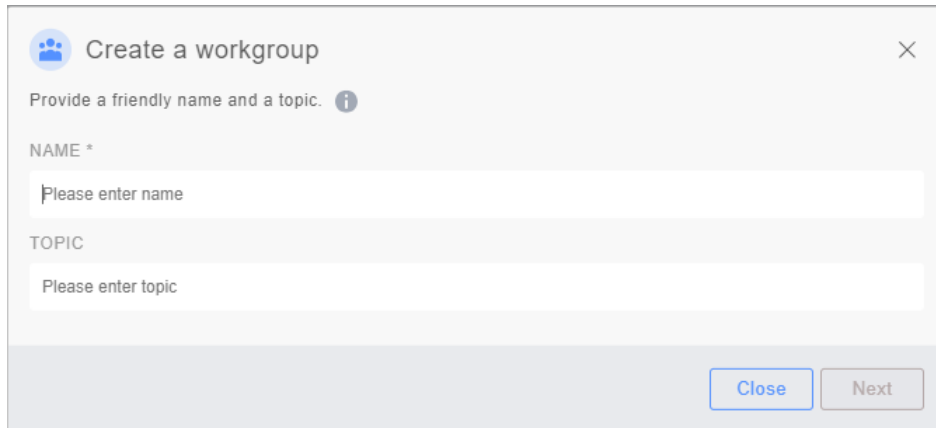 Create a workgroup
Provide a friendly name and a topic.
NAME *
Please enter name
TOPIC
Please enter topic
Close Next